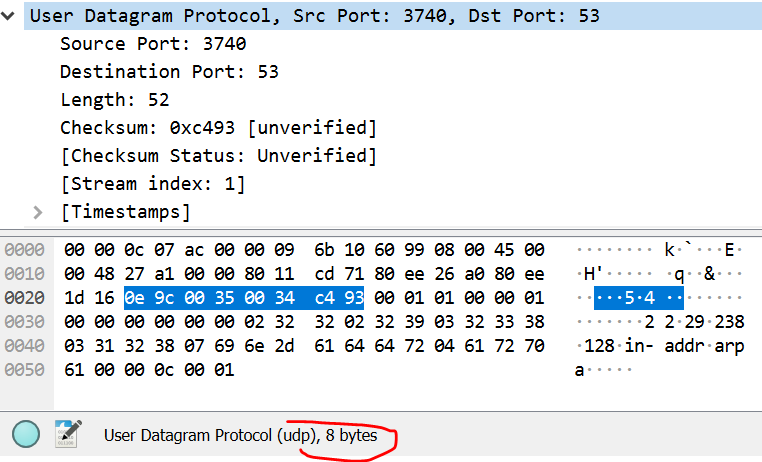 User Datagram Protocol, Src Port: 3740, Dst Port: 53
Source Port: 3740
Destination Port: 53
Length: 52
Checksum: 0xc493 [unverified]
[Checksum Status: Unverified]
[Stream index: 1]
[Timestamps]
0000 00 00 0c 07 ac 00 00 09 6b 10 60 99 08 00 45 00 ········ k·`···E·
0010 00 48 27 a1 00 00 80 11 cd 71 80 ee 26 a0 80 ee ·H'····· ·q··&···
0020 1d 16 0e 9c 00 35 00 34 c4 93 00 01 01 00 00 01 ·····5·4 ········
0030 00 00 00 00 00 00 02 32 32 02 32 39 03 32 33 38 ·······2 2·29·238
0040 03 31 32 38 07 69 6e 2d 61 64 64 72 04 61 72 70 ·128·in- addr·arp
0050 61 00 00 0c 00 01 a·····
User Datagram Protocol (udp), 8 bytes